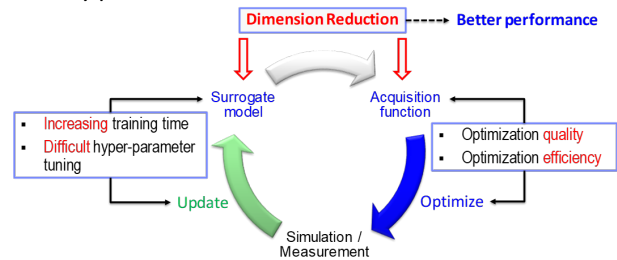 Dimension Reduction
Better performance
Surrogate
model
Acquisition
function
▪ Increasing training time
▪ Difficult hyper-parameter
tuning
▪ Optimization quality
▪ Optimization efficiency
Update
Optimize
Simulation /
Measurement